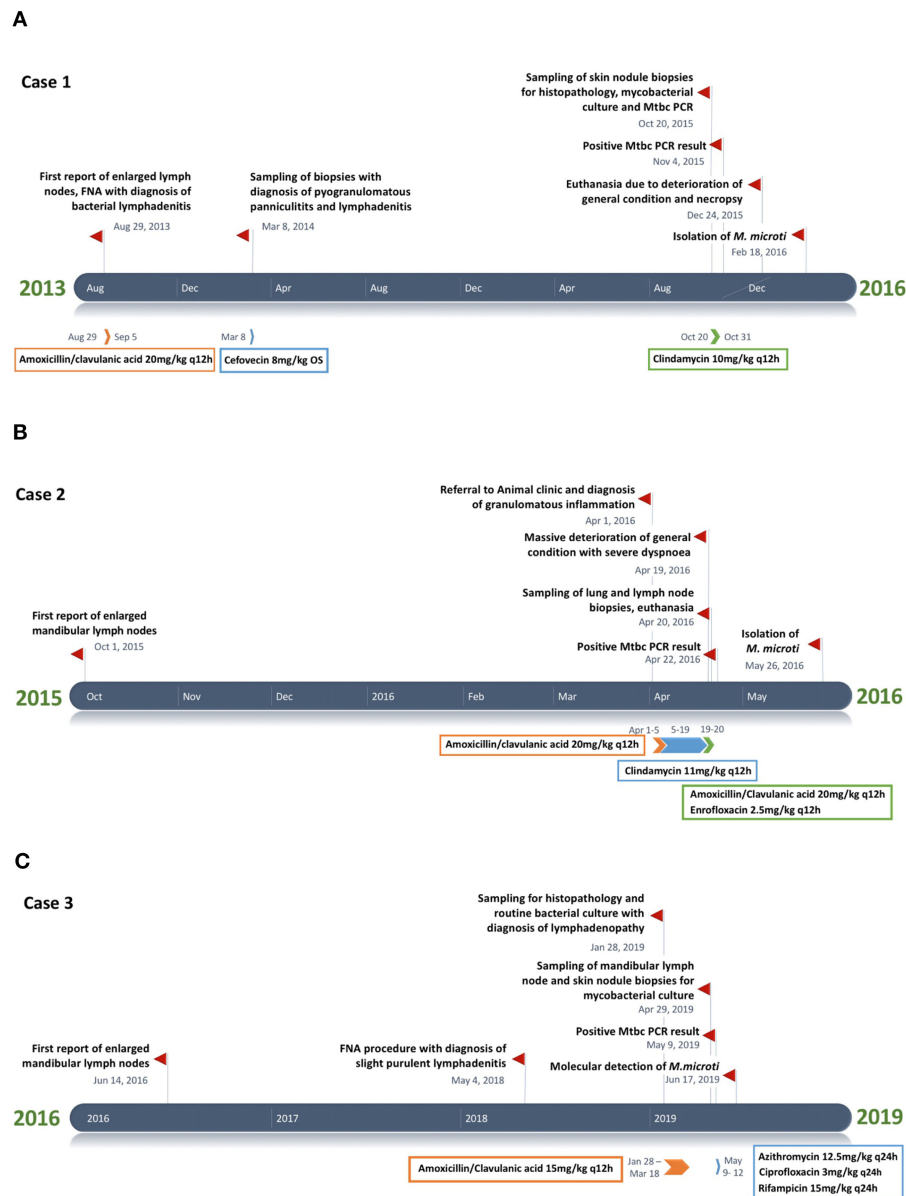 A
Case 1
Sampling of skin nodule biopsies
for histopathology, mycobacterial
culture and Mtbc PCR
Oct 20, 2015
Positive Mtbc PCR result
Nov 4, 2015
First report of enlarged lymph
nodes, FNA with diagnosis of
bacterial lymphadenitis
Aug 29, 2013
Sampling of biopsies with
diagnosis of pyogranulomatous
panniculitits and lymphadenitis
Mar 8, 2014
Euthanasia due to deterioration of
general condition and necropsy
Dec 24, 2015
Isolation of M. microti
Feb 18, 2016
2013 Aug Dec Apr Aug Dec Apr Aug Dec 2016
Aug 29 Sep 5 Mar 8 Oct 20 Oct 31
Amoxicillin/clavulanic acid 20mg/kg q12h Cefovecin 8mg/kg OS Clindamycin 10mg/kg q12h
B
Case 2
Referral to Animal clinic and diagnosis
of granulomatous inflammation
Apr 1, 2016
Massive deterioration of general
condition with severe dyspnoea
Apr 19, 2016
Sampling of lung and lymph node
biopsies, euthanasia
Apr 20, 2016
First report of enlarged
mandibular lymph nodes
Oct 1, 2015
Positive Mtbc PCR result
Apr 22, 2016
Isolation of
M. microti
May 26, 2016
2015 Oct Nov Dec 2016 Feb Mar Apr May 2016
Apr 1-5 5-19 19-20
Amoxicillin/clavulanic acid 20mg/kg q12h
Clindamycin 11mg/kg q12h
Amoxicillin/Clavulanic acid 20mg/kg q12h
Enrofloxacin 2.5mg/kg q12h
C
Case 3
Sampling for histopathology and
routine bacterial culture with
diagnosis of lymphadenopathy
Jan 28, 2019
Sampling of mandibular lymph
node and skin nodule biopsies for
mycobacterial culture
Apr 29, 2019
Positive Mtbc PCR result
May 9, 2019
First report of enlarged
mandibular lymph nodes
Jun 14, 2016
FNA procedure with diagnosis of
slight purulent lymphadenitis
May 4, 2018
Molecular detection of M.microti
Jun 17, 2019
2016 2016 2017 2018 2019 2019
Amoxicillin/Clavulanic acid 15mg/kg q12h
Jan 28 –
Mar 18
May
9- 12
Azithromycin 12.5mg/kg q24h
Ciprofloxacin 3mg/kg q24h
Rifampicin 15mg/kg q24h